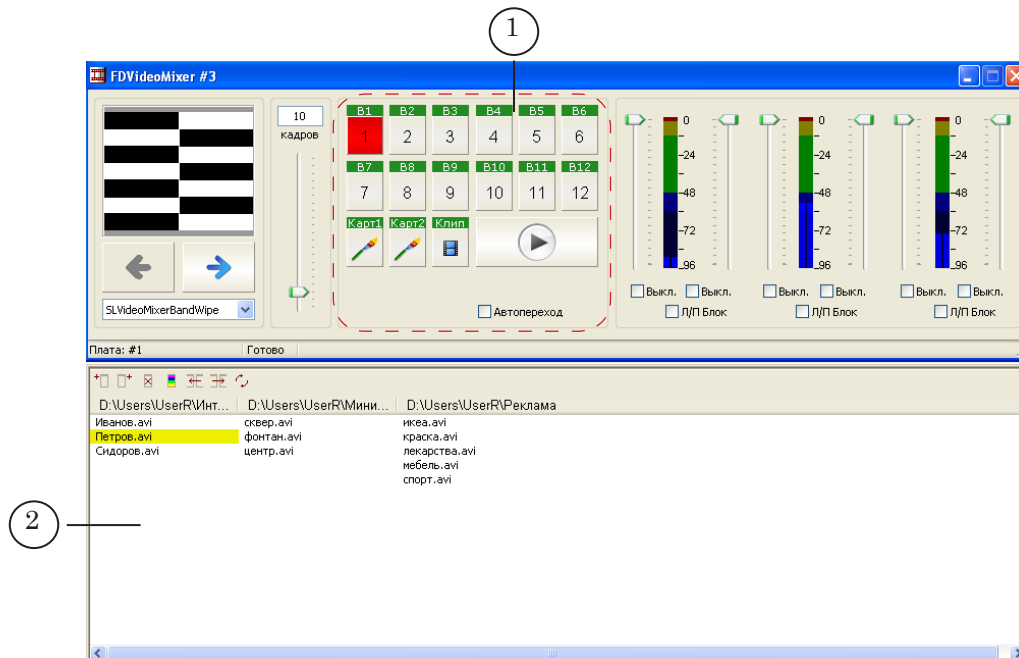 1
FDVideoMixer #3
10
кадров
B1 B2 B3 B4 B5 B6
1 2 3 4 5 6
B7 B8 B9 B10 B11 B12
7 8 9 10 11 12
Карт1 Карт2 Клип
Автопереход
SLVideoMixerBandWipe
0 0 0
-24 -24 -24
-48 -48 -48
-72 -72 -72
-96 -96 -96
Выкл. Выкл. Выкл. Выкл. Выкл. Выкл.
Л/П Блок Л/П Блок Л/П Блок
Плата: #1 Готово
D:\Users\UserR\Инт... D:\Users\UserR\Мини... D:\Users\UserR\Реклама
Иванов.avi сквер.avi икеа.avi
Петров.avi фонтан.avi краска.avi
Сидоров.avi центр.avi лекарства.avi
мебель.avi
спорт.avi
2